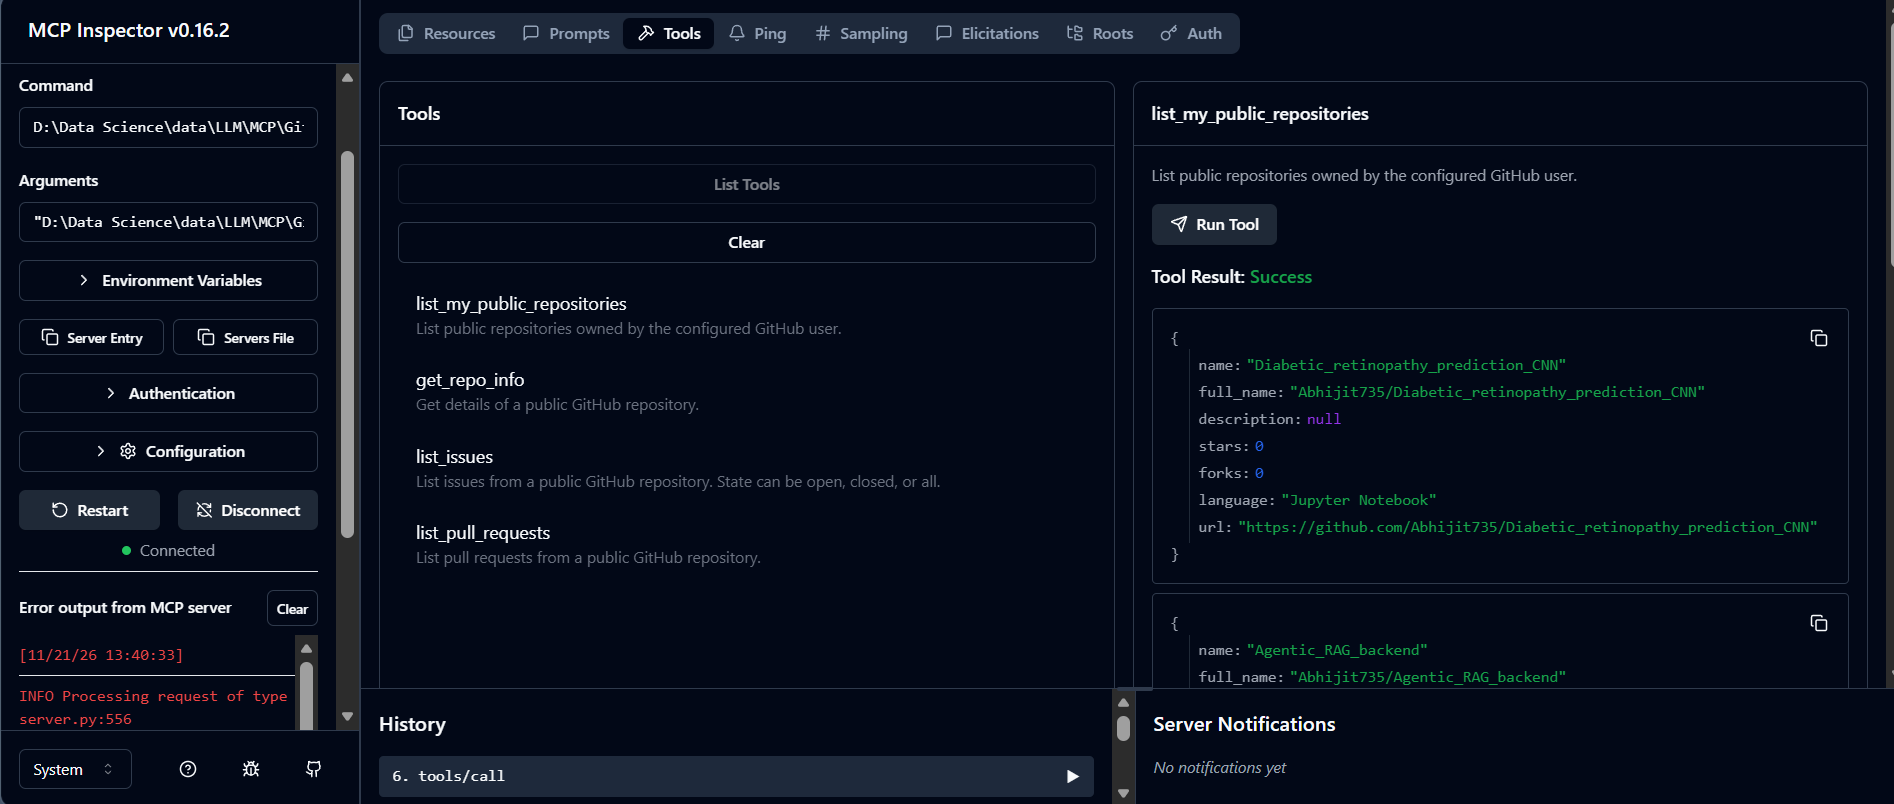 MCP Inspector v0.16.2
Command
D:\Data Science\data\LLM\MCP\Gi
Arguments
"D:\Data Science\data\LLM\MCP\G
Environment Variables
Server Entry
Servers File
Authentication
Configuration
Restart
Disconnect
Connected
Error output from MCP server
Clear
[11/21/26 13:40:33]
INFO Processing request of type
server.py:556
System
Resources
Prompts
Tools
Ping
Sampling
Elicitations
Roots
Auth
Tools
List Tools
Clear
list_my_public_repositories
List public repositories owned by the configured GitHub user.
get_repo_info
Get details of a public GitHub repository.
list_issues
List issues from a public GitHub repository. State can be open, closed, or all.
list_pull_requests
List pull requests from a public GitHub repository.
list_my_public_repositories
List public repositories owned by the configured GitHub user.
Run Tool
Tool Result: Success
{
name: "Diabetic_retinopathy_prediction_CNN"
full_name: "Abhijit735/Diabetic_retinopathy_prediction_CNN"
description: null
stars: 0
forks: 0
language: "Jupyter Notebook"
url: "https://github.com/Abhijit735/Diabetic_retinopathy_prediction_CNN"
}
{
name: "Agentic_RAG_backend"
full_name: "Abhijit735/Agentic_RAG_backend"
History
6. tools/call
Server Notifications
No notifications yet